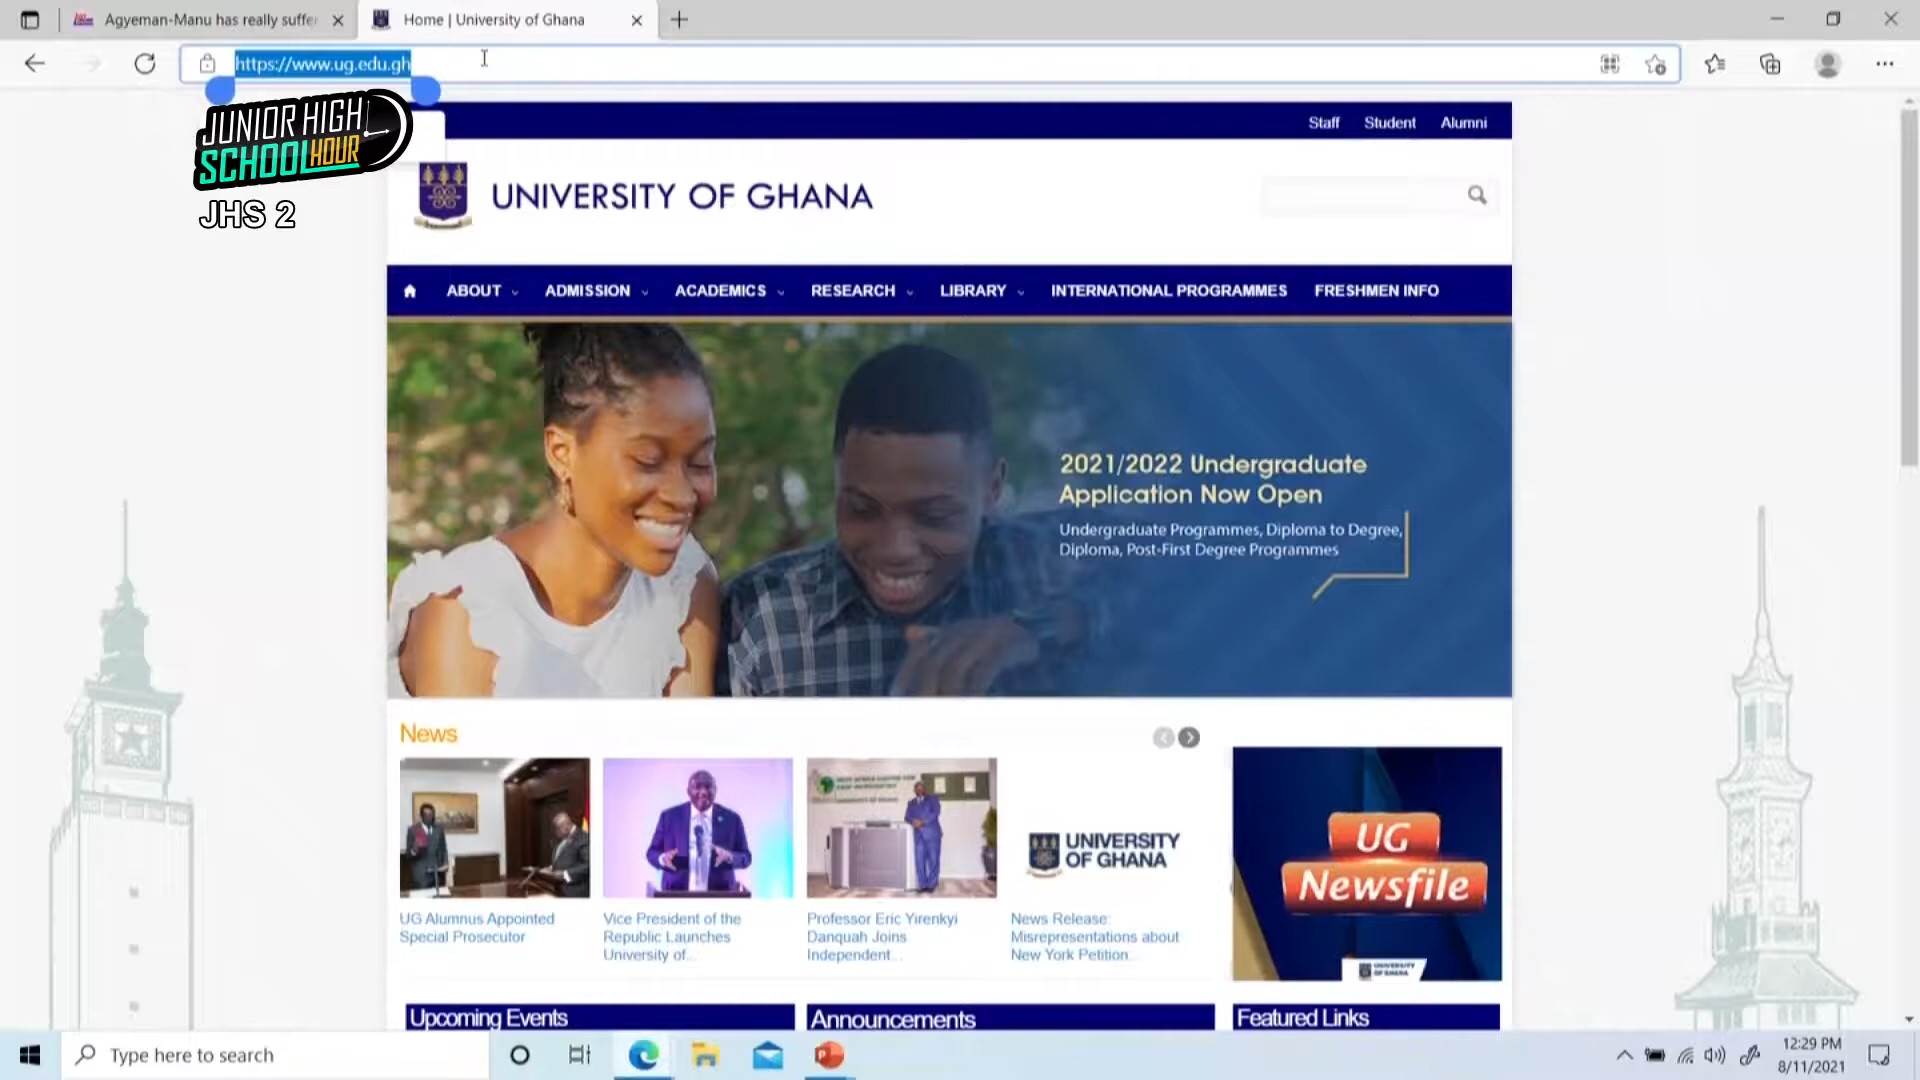 Agyeman-Manu has really suffe
Home | University of Ghana
https://www.ug.edu.gh
JUNIOR HIGH
SCHOOL HOUR
JHS 2
Staff Student Alumni
UNIVERSITY OF GHANA
ABOUT ADMISSION ACADEMICS RESEARCH LIBRARY INTERNATIONAL PROGRAMMES FRESHMEN INFO
2021/2022 Undergraduate
Application Now Open
Undergraduate Programmes, Diploma to Degree,
Diploma, Post-First Degree Programmes
News
UNIVERSITY
OF GHANA
UG
Newsfile
UNIVERSITY
OF GHANA
UG Alumnus Appointed
Special Prosecutor
Vice President of the
Republic Launches
University of...
Professor Eric Yirenkyi
Danquah Joins
Independent...
News Release:
Misrepresentations about
New York Petition...
Upcoming Events
Announcements
Featured Links
Type here to search
12:29 PM
8/11/2021